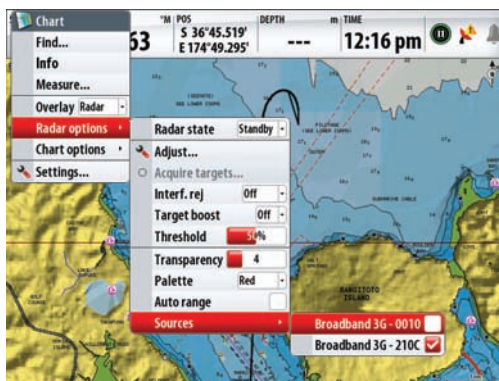 Chart
°M
POS
DEPTH
m
TIME
63
S 36°45.519'
E 174°49.295'
---
12:16 pm
Find...
Info
Measure...
Overlay Radar
Radar options
Chart options
Settings...
Radar state Standby
Adjust...
Acquire targets...
Interf. rej Off
Target boost Off
Threshold
Transparency 4
Palette Red
Auto range
Sources
Broadband 3G - 0010
Broadband 3G - 210C
SUBMARINE CABLE
RANGITOTO
ISLAND